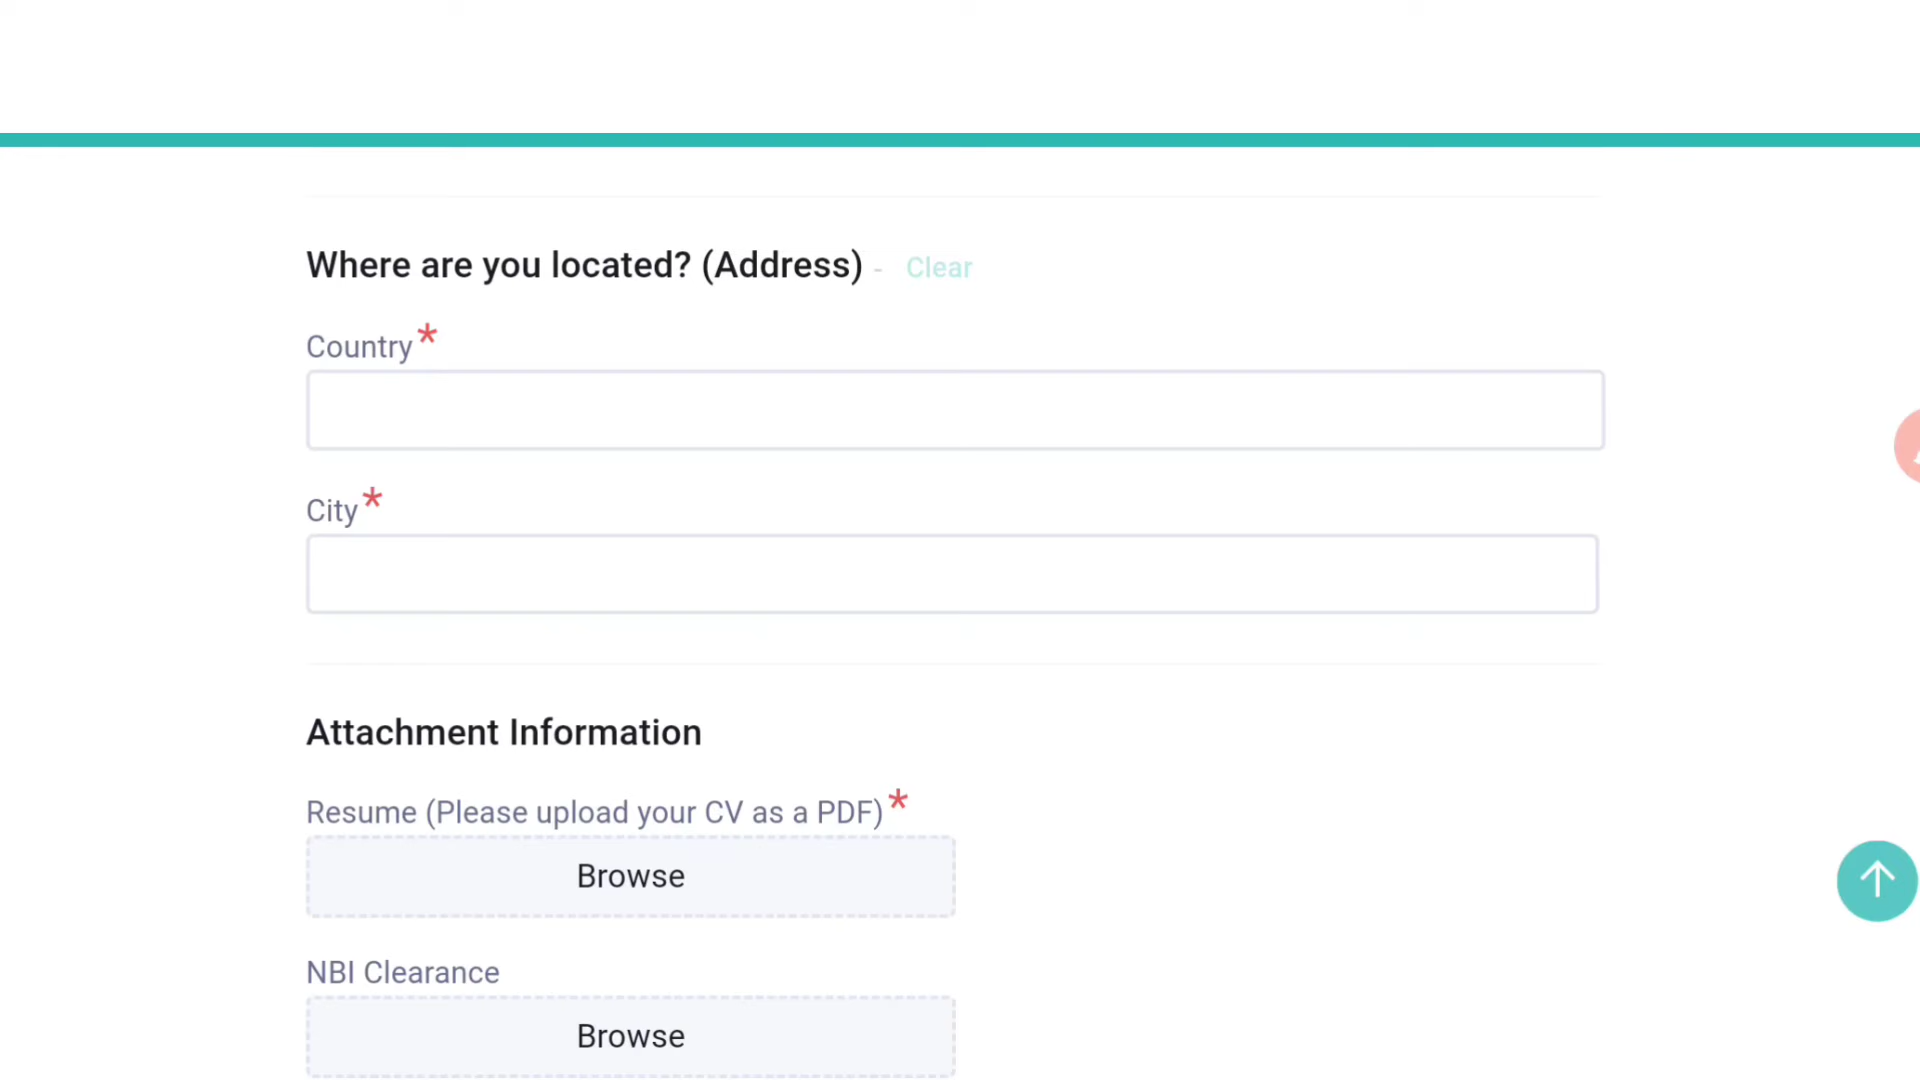 Where are you located? (Address) - Clear
Country *
City *
Attachment Information
Resume (Please upload your CV as a PDF) *
Browse
NBI Clearance
Browse